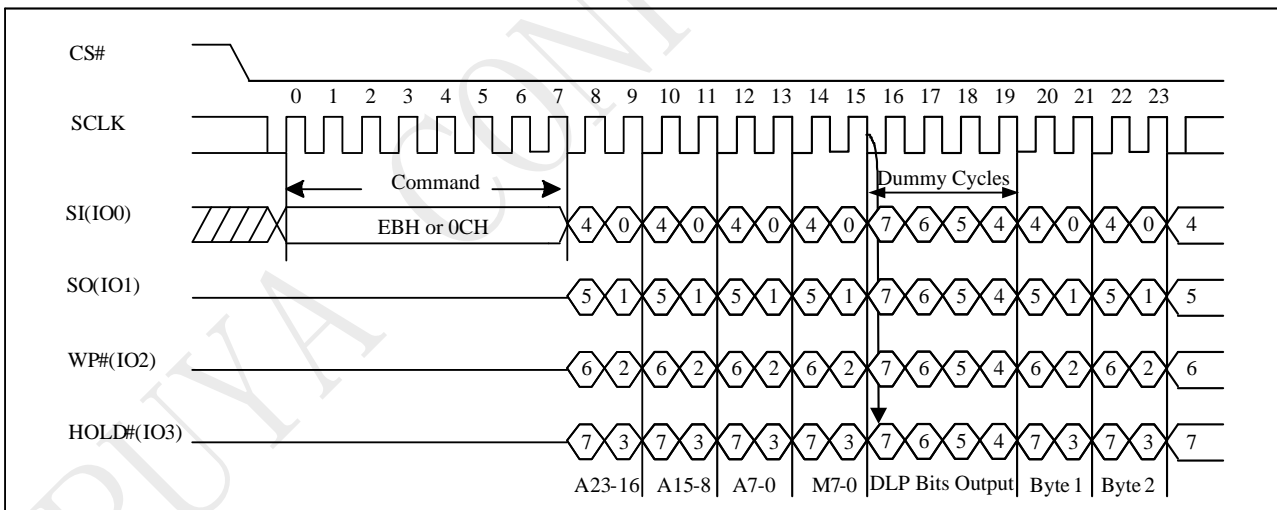 CS#
0 1 2 3 4 5 6 7 8 9 10 11 12 13 14 15 16 17 18 19 20 21 22 23
SCLK
Command
Dummy Cycles
SI(IO0)
EBH or 0CH
4 0 4 0 4 0 4 0 7 6 5 4 4 0 4 0 4
SO(IO1)
5 1 5 1 5 1 5 1 7 6 5 4 5 1 5 1 5
WP#(IO2)
6 2 6 2 6 2 6 2 7 6 5 4 6 2 6 2 6
HOLD#(IO3)
7 3 7 3 7 3 7 3 7 6 5 4 7 3 7 3 7
A23-16 A15-8 A7-0 M7-0 DLP Bits Output Byte 1 Byte 2
PUYA CONF